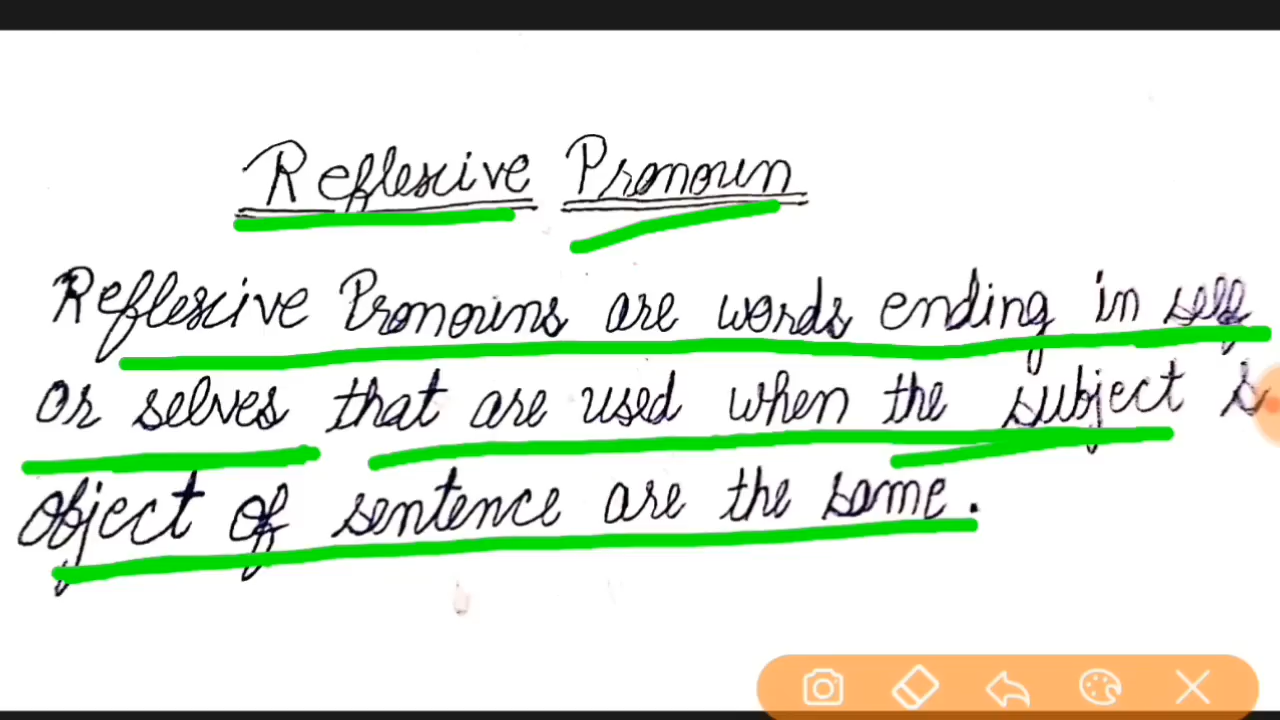 Reflexive Pronoun
Reflexive Pronouns are words ending in self
or selves that are used when the subject &
object of sentence are the same.